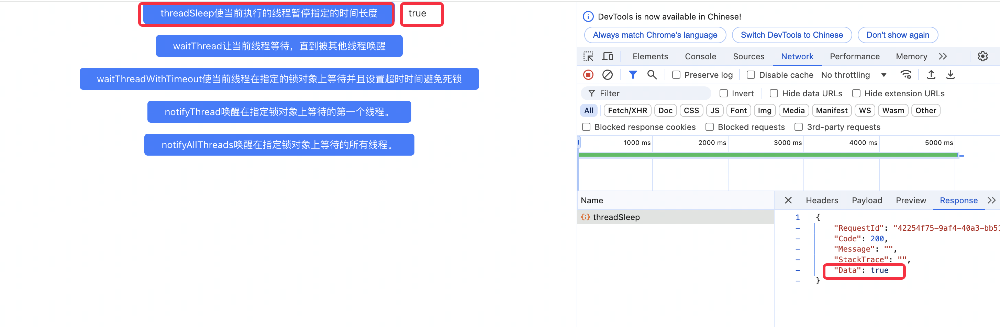 threadSleep使当前执行的线程暂停指定的时间长度 true
waitThread让当前线程等待，直到被其他线程唤醒
waitThreadWithTimeout使当前线程在指定的锁对象上等待并且设置超时时间避免死锁
notifyThread唤醒在指定锁对象上等待的第一个线程。
notifyAllThreads唤醒在指定锁对象上等待的所有线程。
DevTools is now available in Chinese!
Always match Chrome's language Switch DevTools to Chinese Don't show again
Elements Console Sources Network Performance Memory
Preserve log Disable cache No throttling
Filter Invert Hide data URLs Hide extension URLs
All Fetch/XHR Doc CSS JS Font Img Media Manifest WS Wasm Other
Blocked response cookies Blocked requests 3rd-party requests
1000 ms 2000 ms 3000 ms 4000 ms 5000 ms
Name
threadSleep
Headers Payload Preview Response
1 {
- "RequestId": "42254f75-9af4-40a3-bb51
- "Code": 200,
- "Message": "",
- "StackTrace": "",
- "Data": true
- }